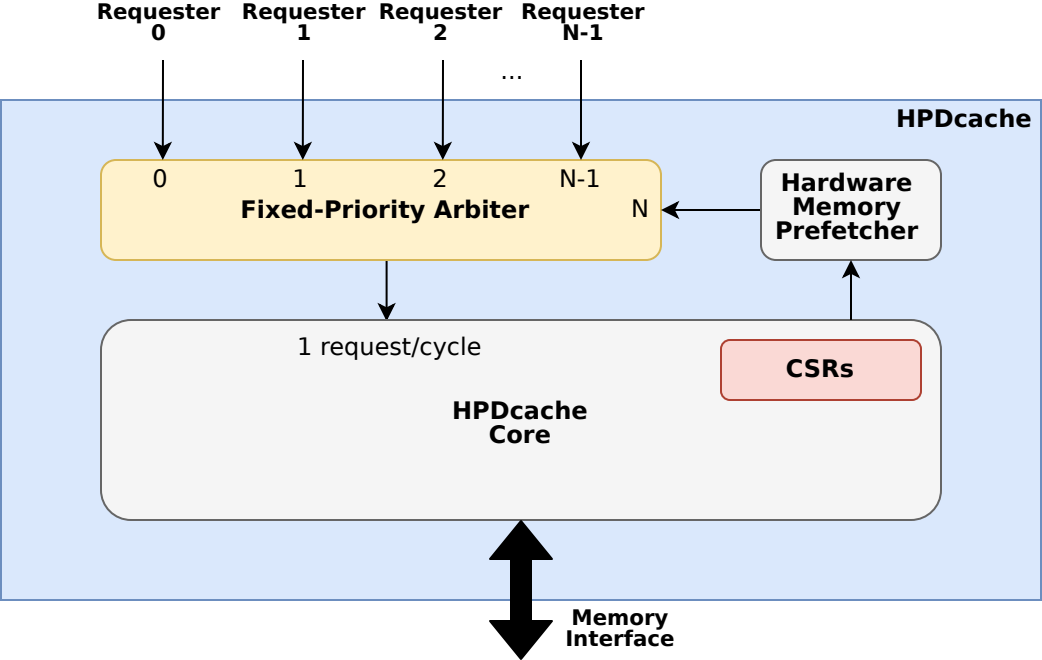 Requester
0
Requester
1
Requester
2
Requester
N-1
...
HPDcache
0
1
2
N-1
Fixed-Priority Arbiter
N
Hardware
Memory
Prefetcher
1 request/cycle
CSRs
HPDcache
Core
Memory
Interface